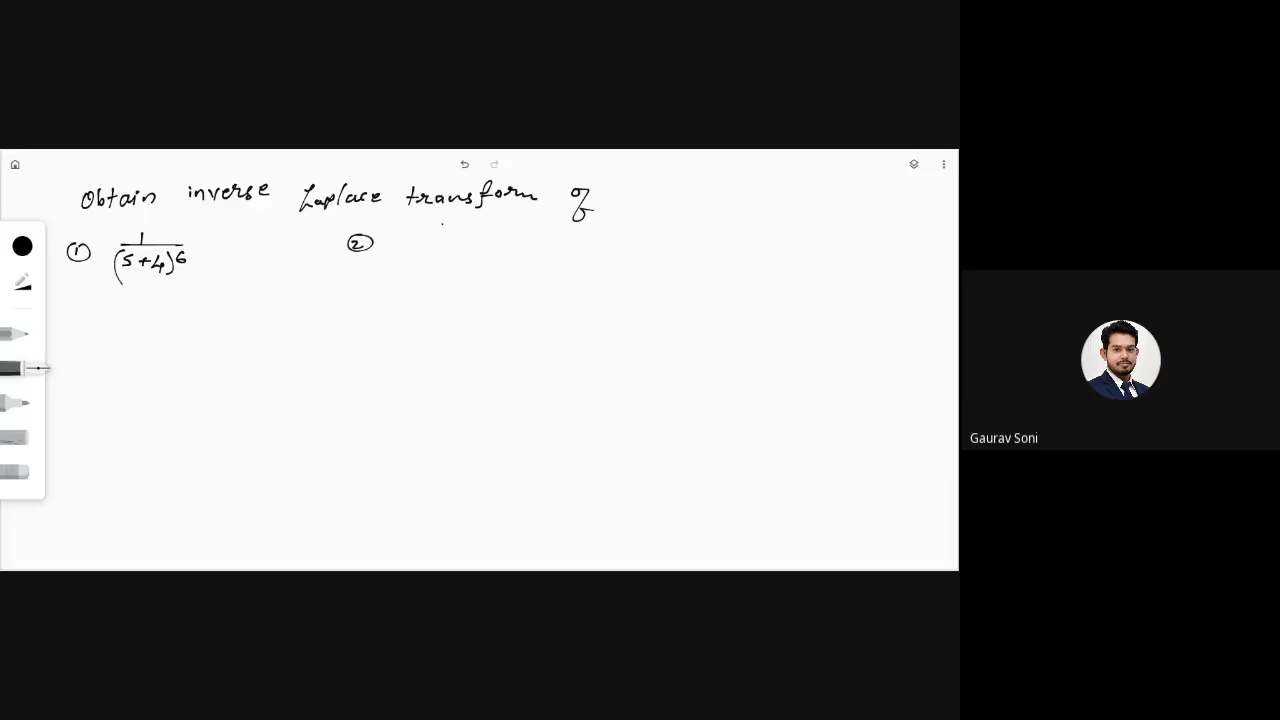 Obtain inverse Laplace transform of
① 1/(s+4)^6 ②
Gaurav Soni